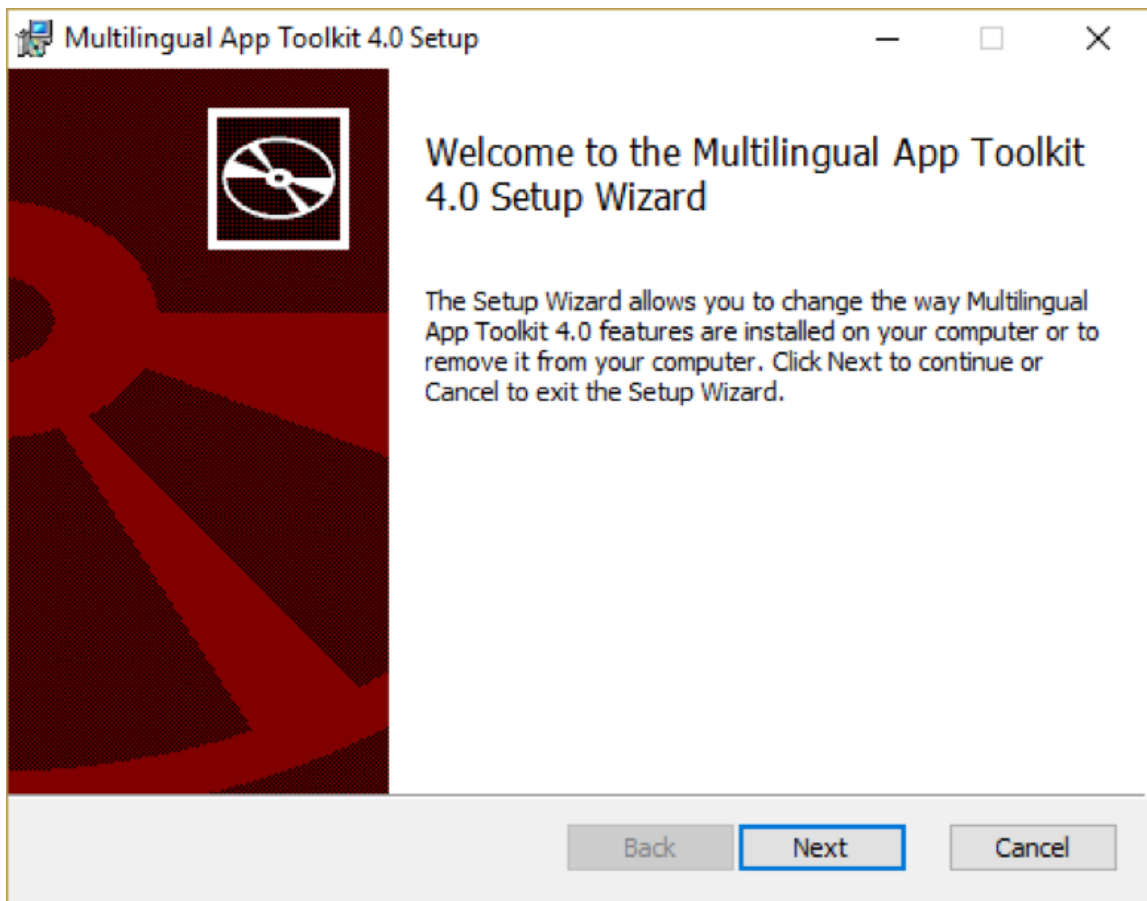 Multilingual App Toolkit 4.0 Setup
Welcome to the Multilingual App Toolkit
4.0 Setup Wizard
The Setup Wizard allows you to change the way Multilingual
App Toolkit 4.0 features are installed on your computer or to
remove it from your computer. Click Next to continue or
Cancel to exit the Setup Wizard.
Back Next Cancel